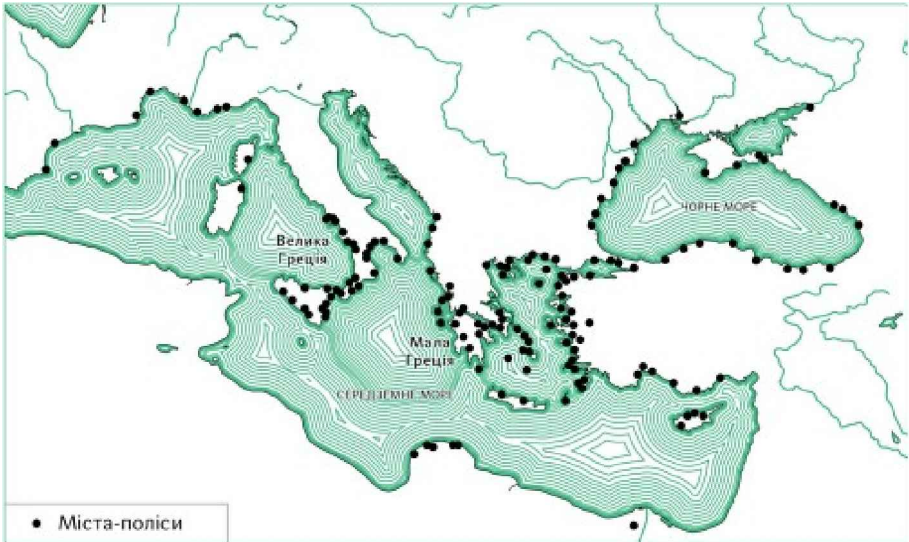 ЧОРНЕ МОРЕ
Велика
Греція
Мала
Греція
СЕРЕДЗЕМНЕ МОРЕ
Міста-поліси